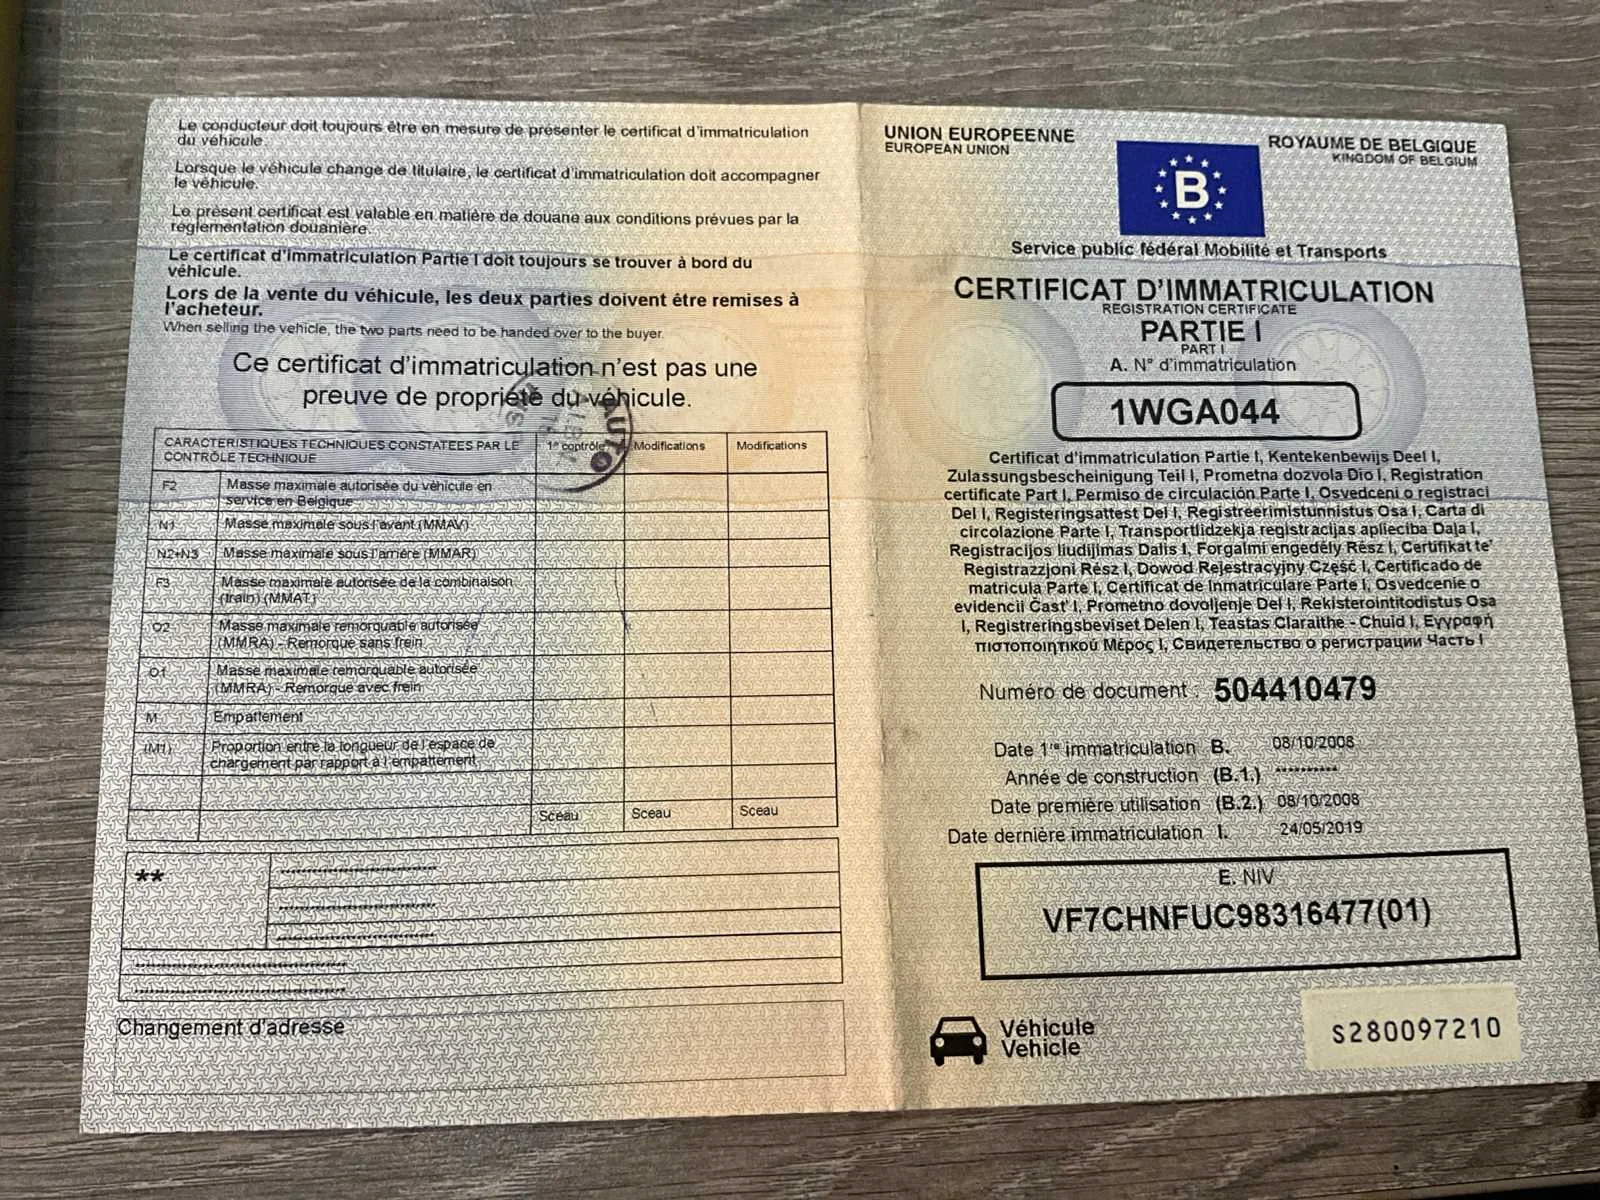 Le conducteur doit toujours être en mesure de présenter le certificat d'immatriculation
du véhicule.
Lorsque le véhicule change de titulaire, le certificat d'immatriculation doit accompagner
le véhicule.
Le présent certificat est valable en matière de douane aux conditions prévues par la
réglementation douanière.
Le certificat d'immatriculation Partie I doit toujours se trouver à bord du
véhicule.
Lors de la vente du véhicule, les deux parties doivent être remises à
l'acheteur.
When selling the vehicle, the two parts need to be handed over to the buyer.
Ce certificat d'immatriculation n'est pas une
preuve de propriété du véhicule.
AUTO
CARACTERISTIQUES TECHNIQUES CONSTATEES PAR LE
CONTRÔLE TECHNIQUE
1e contrôle
Modifications
Modifications
F2 Masse maximale autorisée du véhicule en
service en Belgique
N1 Masse maximale sous l'avant (MMAV)
N2+N3 Masse maximale sous l'arrière (MMAR)
F3 Masse maximale autorisée de la combinaison
(train) (MMAT)
O2 Masse maximale remorquable autorisée
(MMRA) - Remorque sans frein
O1 Masse maximale remorquable autorisée
(MMRA) - Remorque avec frein
M Empattement
(M1) Proportion entre la longueur de l'espace de
chargement par rapport à l'empattement
Sceau Sceau Sceau
**
Changement d'adresse
UNION EUROPEENNE
EUROPEAN UNION
B
ROYAUME DE BELGIQUE
KINGDOM OF BELGIUM
Service public fédéral Mobilité et Transports
CERTIFICAT D'IMMATRICULATION
REGISTRATION CERTIFICATE
PARTIE I
PART I
A. N° d'immatriculation
1WGA044
Certificat d'immatriculation Partie I, Kentekenbewijs Deel I,
Zulassungsbescheinigung Teil I, Prometna dozvola Dio I, Registration
certificate Part I, Permiso de circulación Parte I, Osvedceni o registraci
Del I, Registeringsattest Del I, Registreerimistunnistus Osa I, Carta di
circolazione Parte I, Transportlidzekja registracijas aplieciba Daļa I,
Registracijos liudijimas Dalis I, Forgalmi engedély Rész I, Certifikat te'
Registrazzjoni Rész I, Dowod Rejestracyjny Część I, Certificado de
matricula Parte I, Certificat de Inmatriculare Parte I, Osvedcenie o
evidencii Časť I, Prometno dovoljenje Del I, Rekisterointitodistus Osa
I, Registreringsbeviset Delen I, Teastas Claraithe - Chuid I, Εγγραφή
πιστοποιητικού Μέρος I, Свидетельство о регистрации Часть I
Numéro de document : 504410479
Date 1re immatriculation B. 08/10/2008
Année de construction (B.1.) **********
Date première utilisation (B.2.) 08/10/2008
Date dernière immatriculation I. 24/05/2019
E. NIV
VF7CHNFUC98316477(01)
Véhicule
Vehicle
S280097210